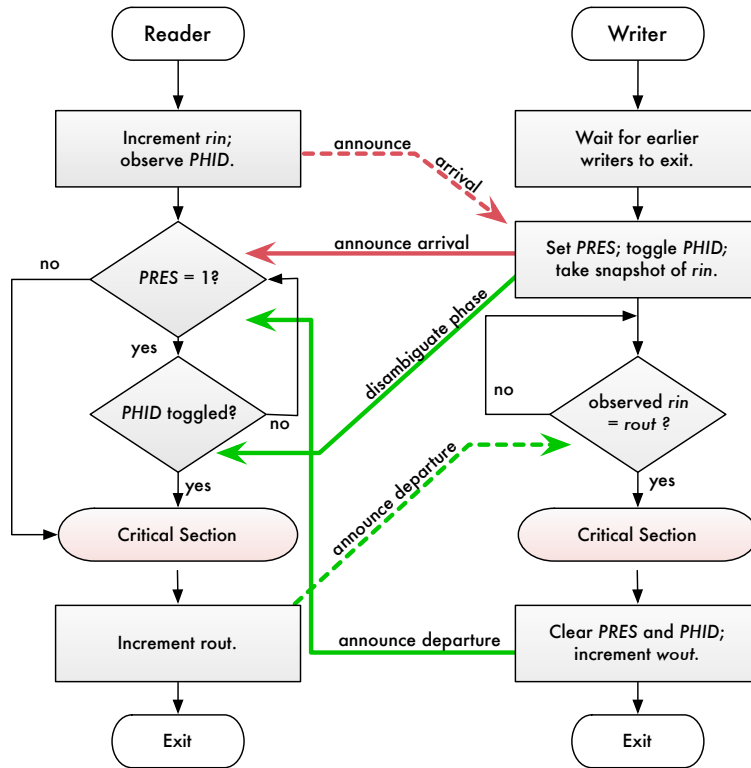 Reader
Writer
Increment rin;
observe PHID.
announce
arrival
Wait for earlier
writers to exit.
announce arrival
Set PRES; toggle PHID;
take snapshot of rin.
no
PRES = 1?
yes
disambiguate phase
PHID toggled?
no
no
observed rin
= rout ?
yes
announce departure
yes
Critical Section
Critical Section
Increment rout.
announce departure
Clear PRES and PHID;
increment wout.
Exit
Exit